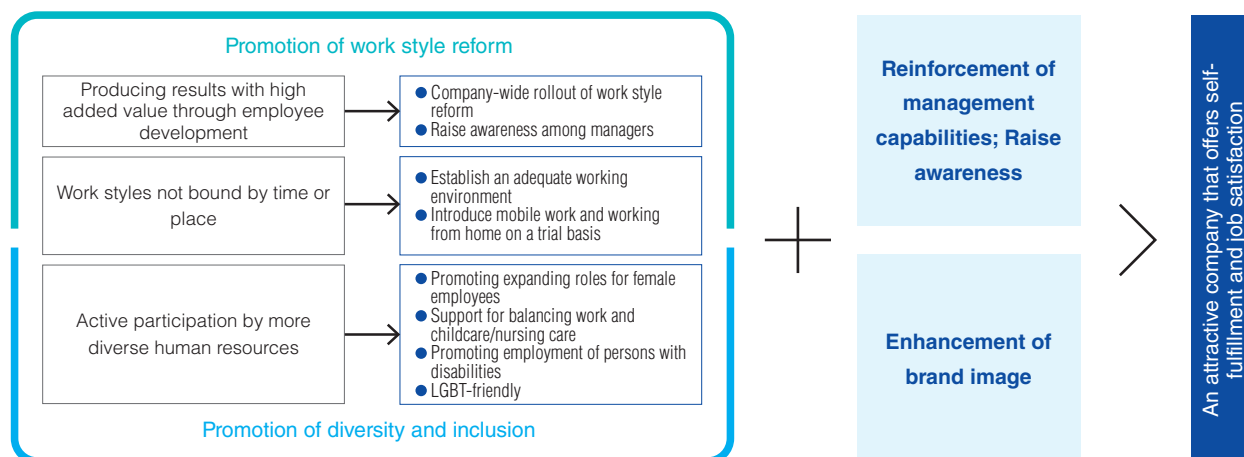 Promotion of work style reform
Producing results with high
added value through employee
development
● Company-wide rollout of work style
reform
● Raise awareness among managers
Work styles not bound by time or
place
● Establish an adequate working
environment
● Introduce mobile work and working
from home on a trial basis
Active participation by more
diverse human resources
● Promoting expanding roles for female
employees
● Support for balancing work and
childcare/nursing care
● Promoting employment of persons with
disabilities
● LGBT-friendly
Promotion of diversity and inclusion
Reinforcement of
management
capabilities; Raise
awareness
Enhancement of
brand image
An attractive company that offers self-
fulfillment and job satisfaction